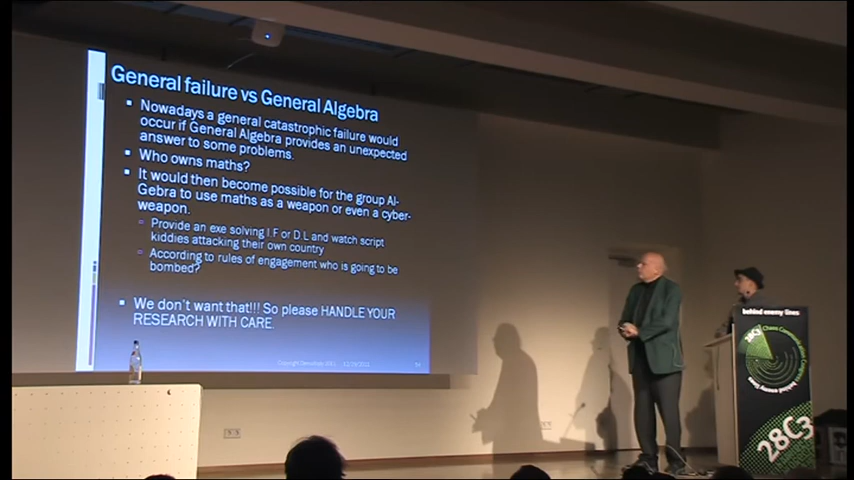 General failure vs General Algebra
Nowadays a general catastrophic failure would
occur if General Algebra provides an unexpected
answer to some problems.
Who owns maths?
It would then become possible for the group Al-
Gebra to use maths as a weapon or even a cyber-
weapon.
Provide an exe solving I.F or D.L and watch script
kiddies attacking their own country
According to rules of engagement who is going to be
bombed?
We don't want that!!! So please HANDLE YOUR
RESEARCH WITH CARE.
behind enemy lines
28C3
behind enemy lines
28C3